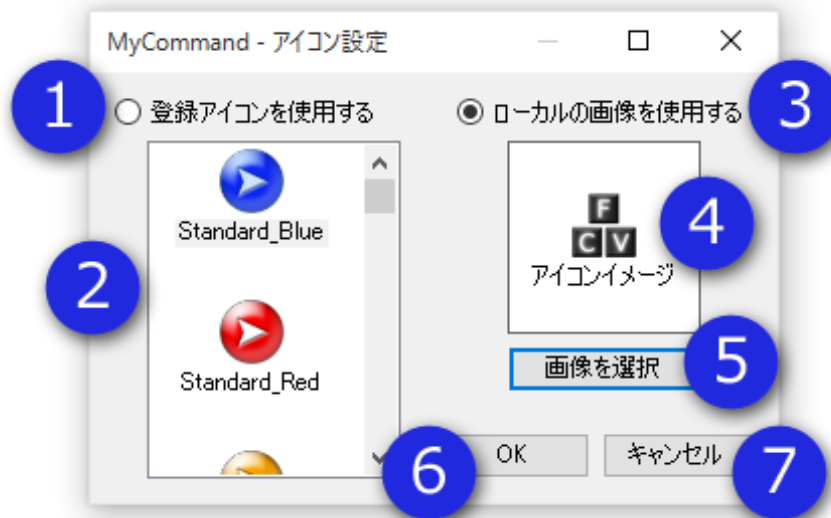 MyCommand - アイコン設定
1
登録アイコンを使用する
ローカルの画像を使用する
3
2
Standard_Blue
Standard_Red
F
C V
アイコンイメージ
4
画像を選択
5
6
OK
キャンセル
7